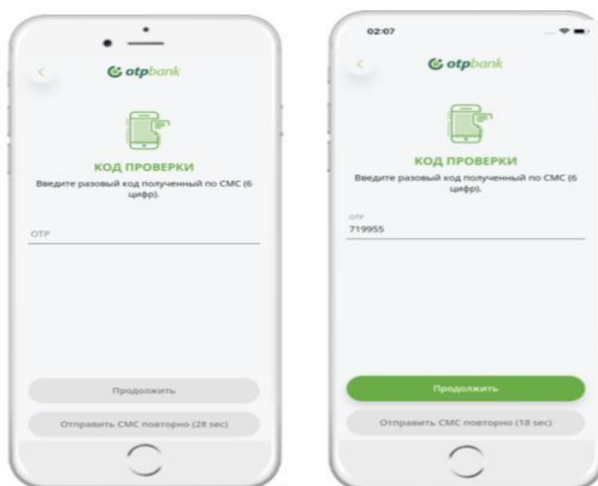 otpbank
КОД ПРОВЕРКИ
Введите разовый код полученный по СМС (6
цифр).
OTP
Продолжить
Отправить СМС повторно (28 sec)
02:07
otpbank
КОД ПРОВЕРКИ
Введите разовый код полученный по СМС (6
цифр).
OTP
719955
Продолжить
Отправить СМС повторно (18 sec)